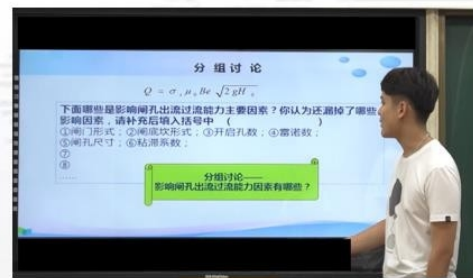 分组讨论
Q = σₛ μ₀ Be √2gH₀
下面哪些是影响闸孔出流过流能力主要因素？你认为还漏掉了哪些
影响因素，请补充后填入括号中（ ）
①闸门形式；②闸底坎形式；③开启孔数；④雷诺数；
⑤闸孔尺寸；⑥粘滞系数；
⑦
⑧
……
分组讨论——
影响闸孔出流过流能力因素有哪些？